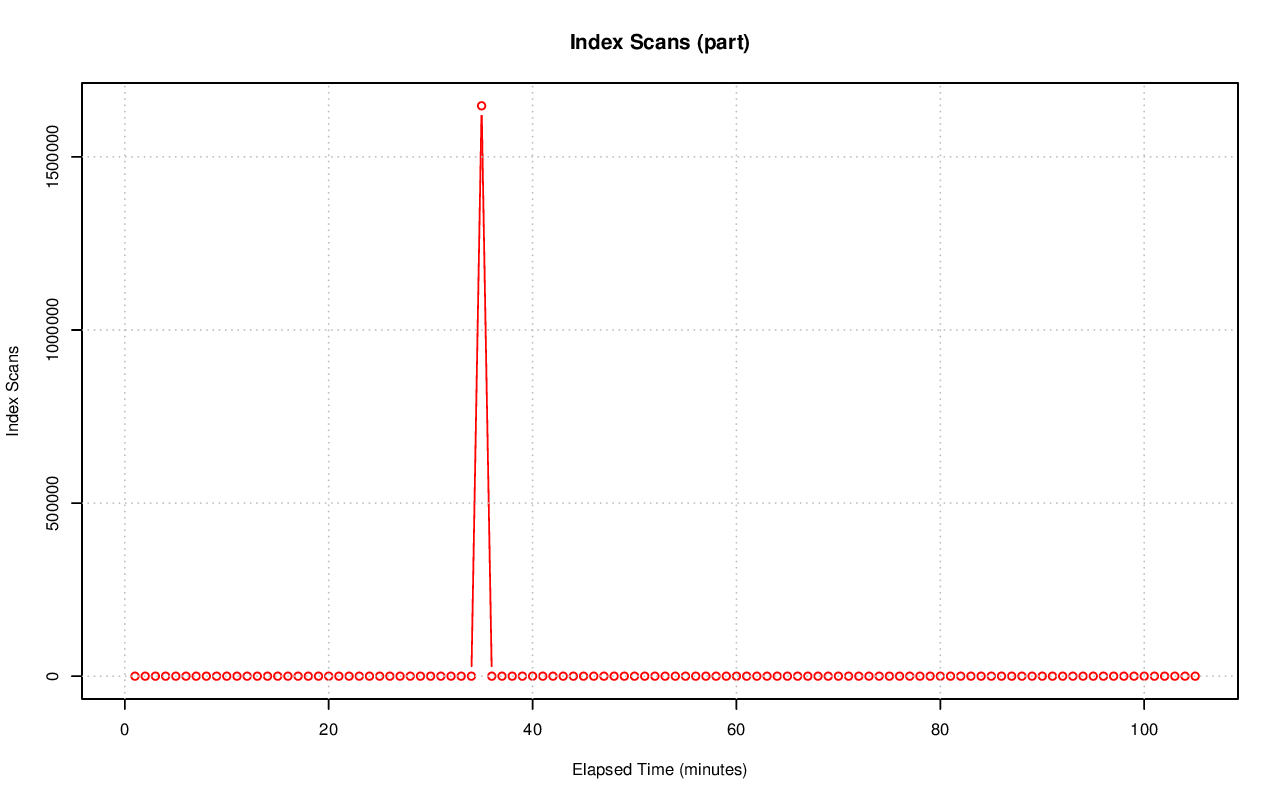 Index Scans (part)
1500000
1000000
500000
0
Index Scans
0 20 40 60 80 100
Elapsed Time (minutes)